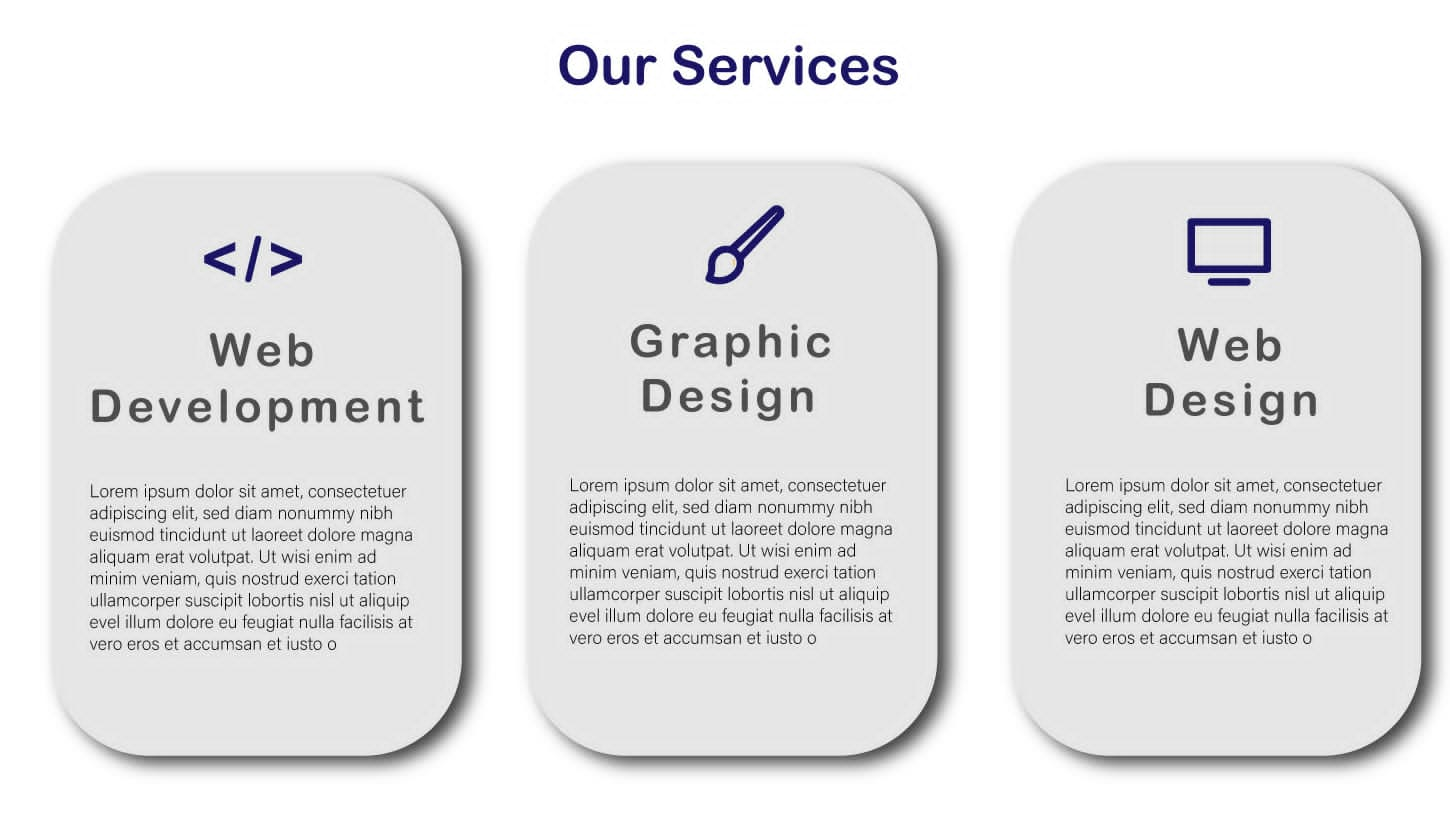 Our Services
</>
Web
Development
Lorem ipsum dolor sit amet, consectetuer
adipiscing elit, sed diam nonummy nibh
euismod tincidunt ut laoreet dolore magna
aliquam erat volutpat. Ut wisi enim ad
minim veniam, quis nostrud exerci tation
ullamcorper suscipit lobortis nisl ut aliquip
evel illum dolore eu feugiat nulla facilisis at
vero eros et accumsan et iusto o
Graphic
Design
Lorem ipsum dolor sit amet, consectetuer
adipiscing elit, sed diam nonummy nibh
euismod tincidunt ut laoreet dolore magna
aliquam erat volutpat. Ut wisi enim ad
minim veniam, quis nostrud exerci tation
ullamcorper suscipit lobortis nisl ut aliquip
evel illum dolore eu feugiat nulla facilisis at
vero eros et accumsan et iusto o
Web
Design
Lorem ipsum dolor sit amet, consectetuer
adipiscing elit, sed diam nonummy nibh
euismod tincidunt ut laoreet dolore magna
aliquam erat volutpat. Ut wisi enim ad
minim veniam, quis nostrud exerci tation
ullamcorper suscipit lobortis nisl ut aliquip
evel illum dolore eu feugiat nulla facilisis at
vero eros et accumsan et iusto o